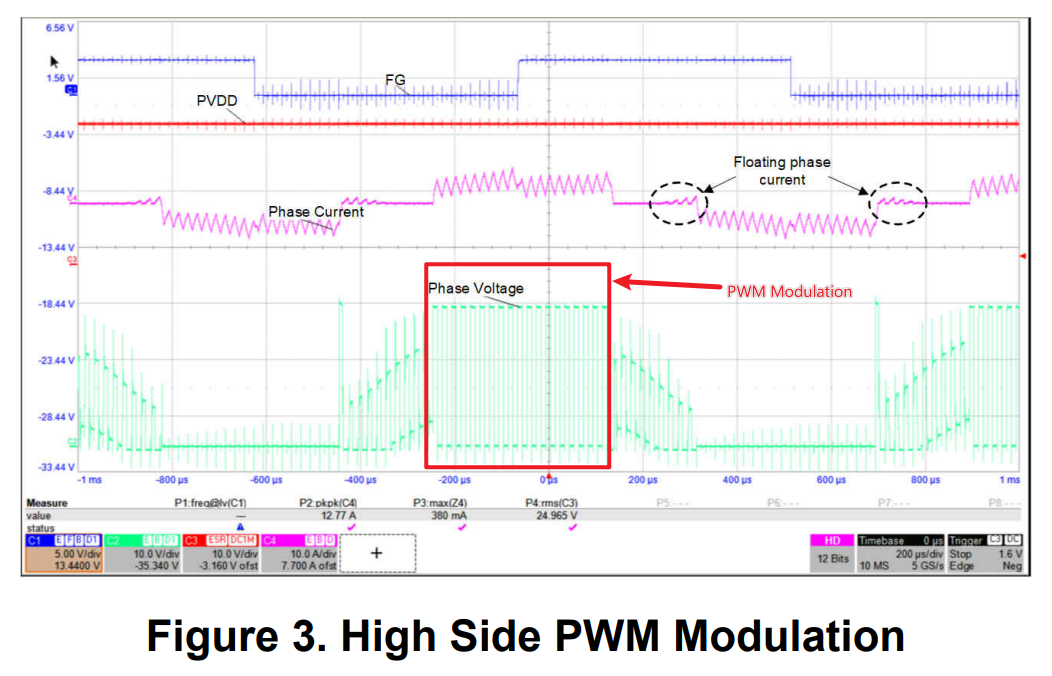 6.56 V
1.56 V
C1
FG
PVDD
-3.44 V
Floating phase
current
-8.44 V
C4
Phase Current
-13.44 V
C3
Phase Voltage
PWM Modulation
-18.44 V
-23.44 V
-28.44 V
C2
-33.44 V
-1 ms -800 µs -600 µs -400 µs -200 µs 0 µs 200 µs 400 µs 600 µs 800 µs 1 ms
Measure P1:freq@lv(C1) P2:pkpk(C4) P3:max(Z4) P4:rms(C3) P5:--- P6:--- P7:--- P8:---
value --- 12.77 A 380 mA 24.965 V
status
C1 E F B D1 C2 E B D1 C3 ESR DC1M C4 E B D HD Timebase 0 µs Trigger C3 DC
5.00 V/div 10.0 V/div 10.0 V/div 10.0 A/div + 12 Bits 200 µs/div Stop 1.6 V
13.4400 V -35.340 V -3.160 V ofst 7.700 A ofst 10 MS 5 GS/s Edge Neg
Figure 3. High Side PWM Modulation